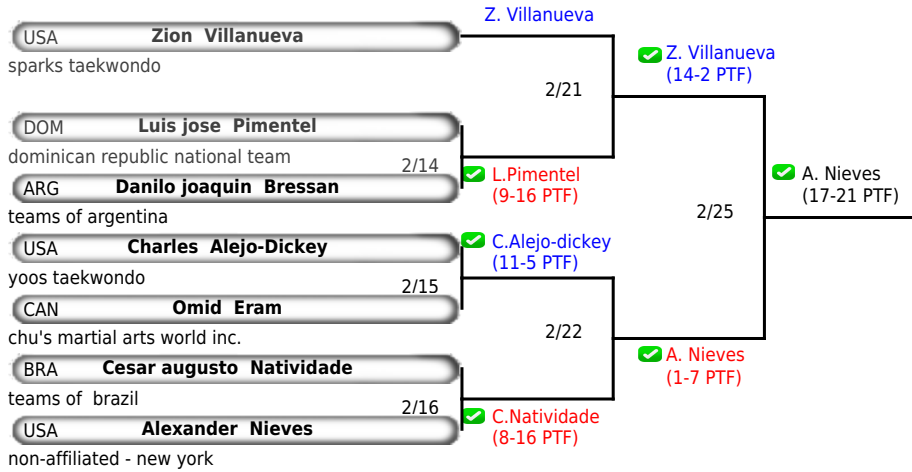 Z. Villanueva
USA Zion Villanueva
sparks taekwondo
Z. Villanueva
(14-2 PTF)
2/21
DOM Luis jose Pimentel
dominican republic national team
2/14
L.Pimentel
(9-16 PTF)
A. Nieves
(17-21 PTF)
ARG Danilo joaquin Bressan
teams of argentina
2/25
USA Charles Alejo-Dickey
C.Alejo-dickey
(11-5 PTF)
yoos taekwondo
2/15
CAN Omid Eram
chu's martial arts world inc.
2/22
BRA Cesar augusto Natividade
A. Nieves
(1-7 PTF)
teams of brazil
2/16
C.Natividade
(8-16 PTF)
USA Alexander Nieves
non-affiliated - new york